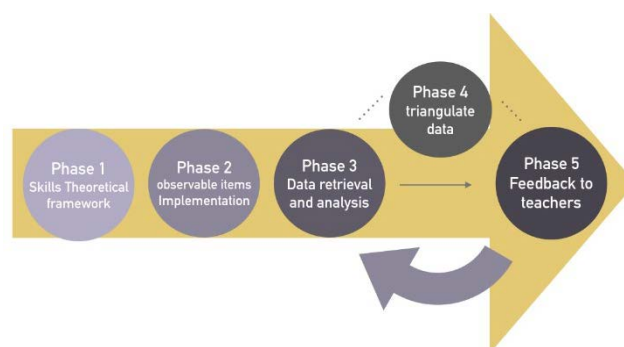 Phase 1
Skills Theoretical
framework
Phase 2
observable items
Implementation
Phase 3
Data retrieval
and analysis
Phase 4
triangulate
data
Phase 5
Feedback to
teachers